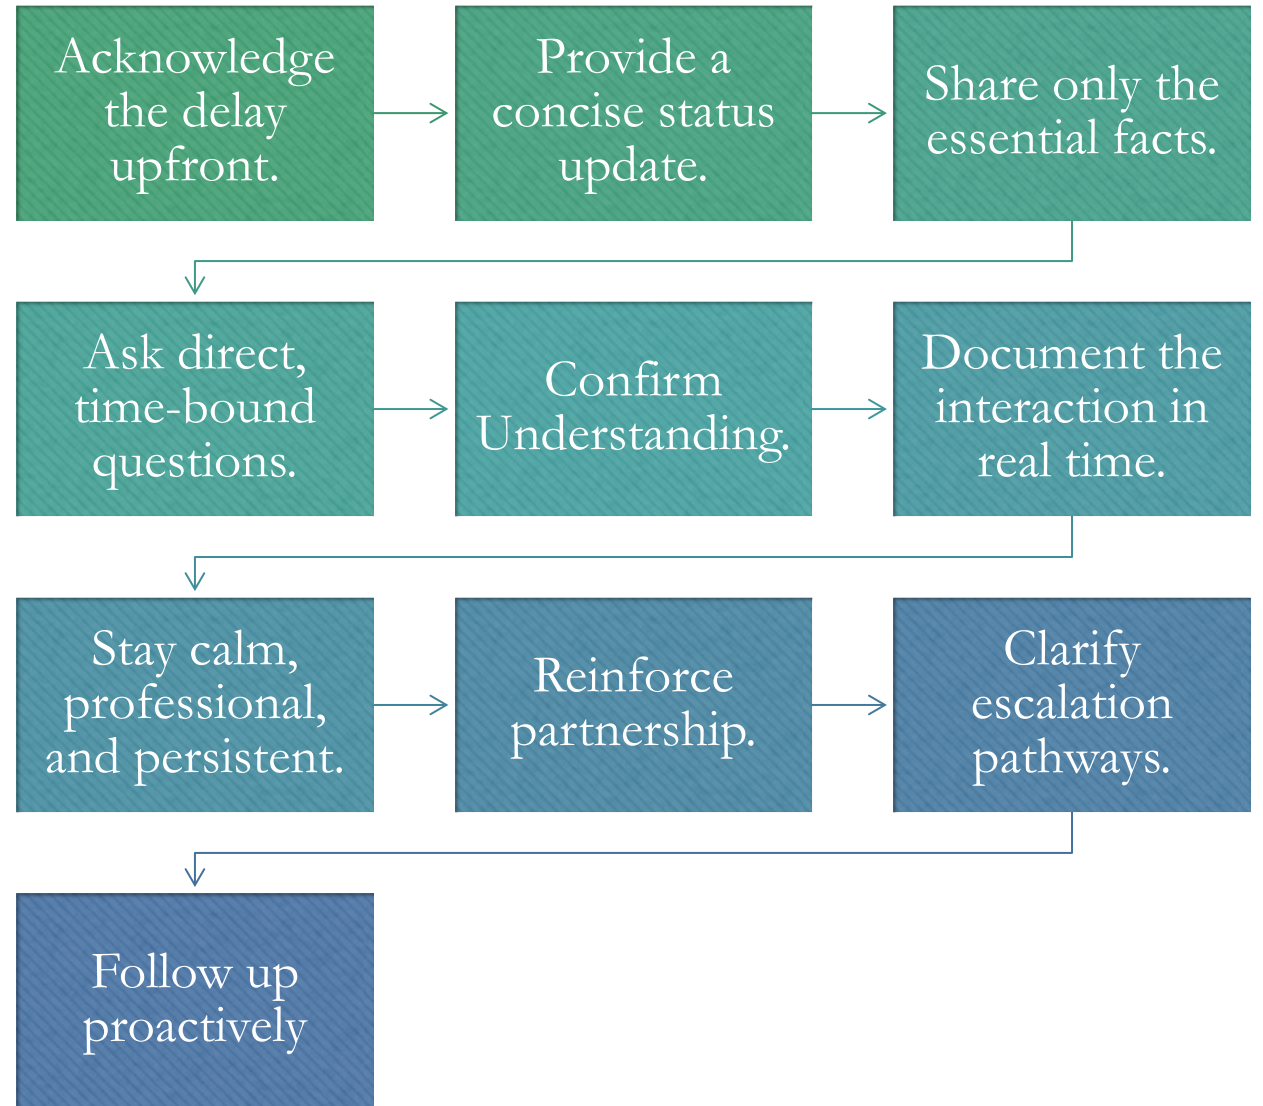 Acknowledge
the delay
upfront.
Provide a
concise status
update.
Share only the
essential facts.
Ask direct,
time-bound
questions.
Confirm
Understanding.
Document the
interaction in
real time.
Stay calm,
professional,
and persistent.
Reinforce
partnership.
Clarify
escalation
pathways.
Follow up
proactively